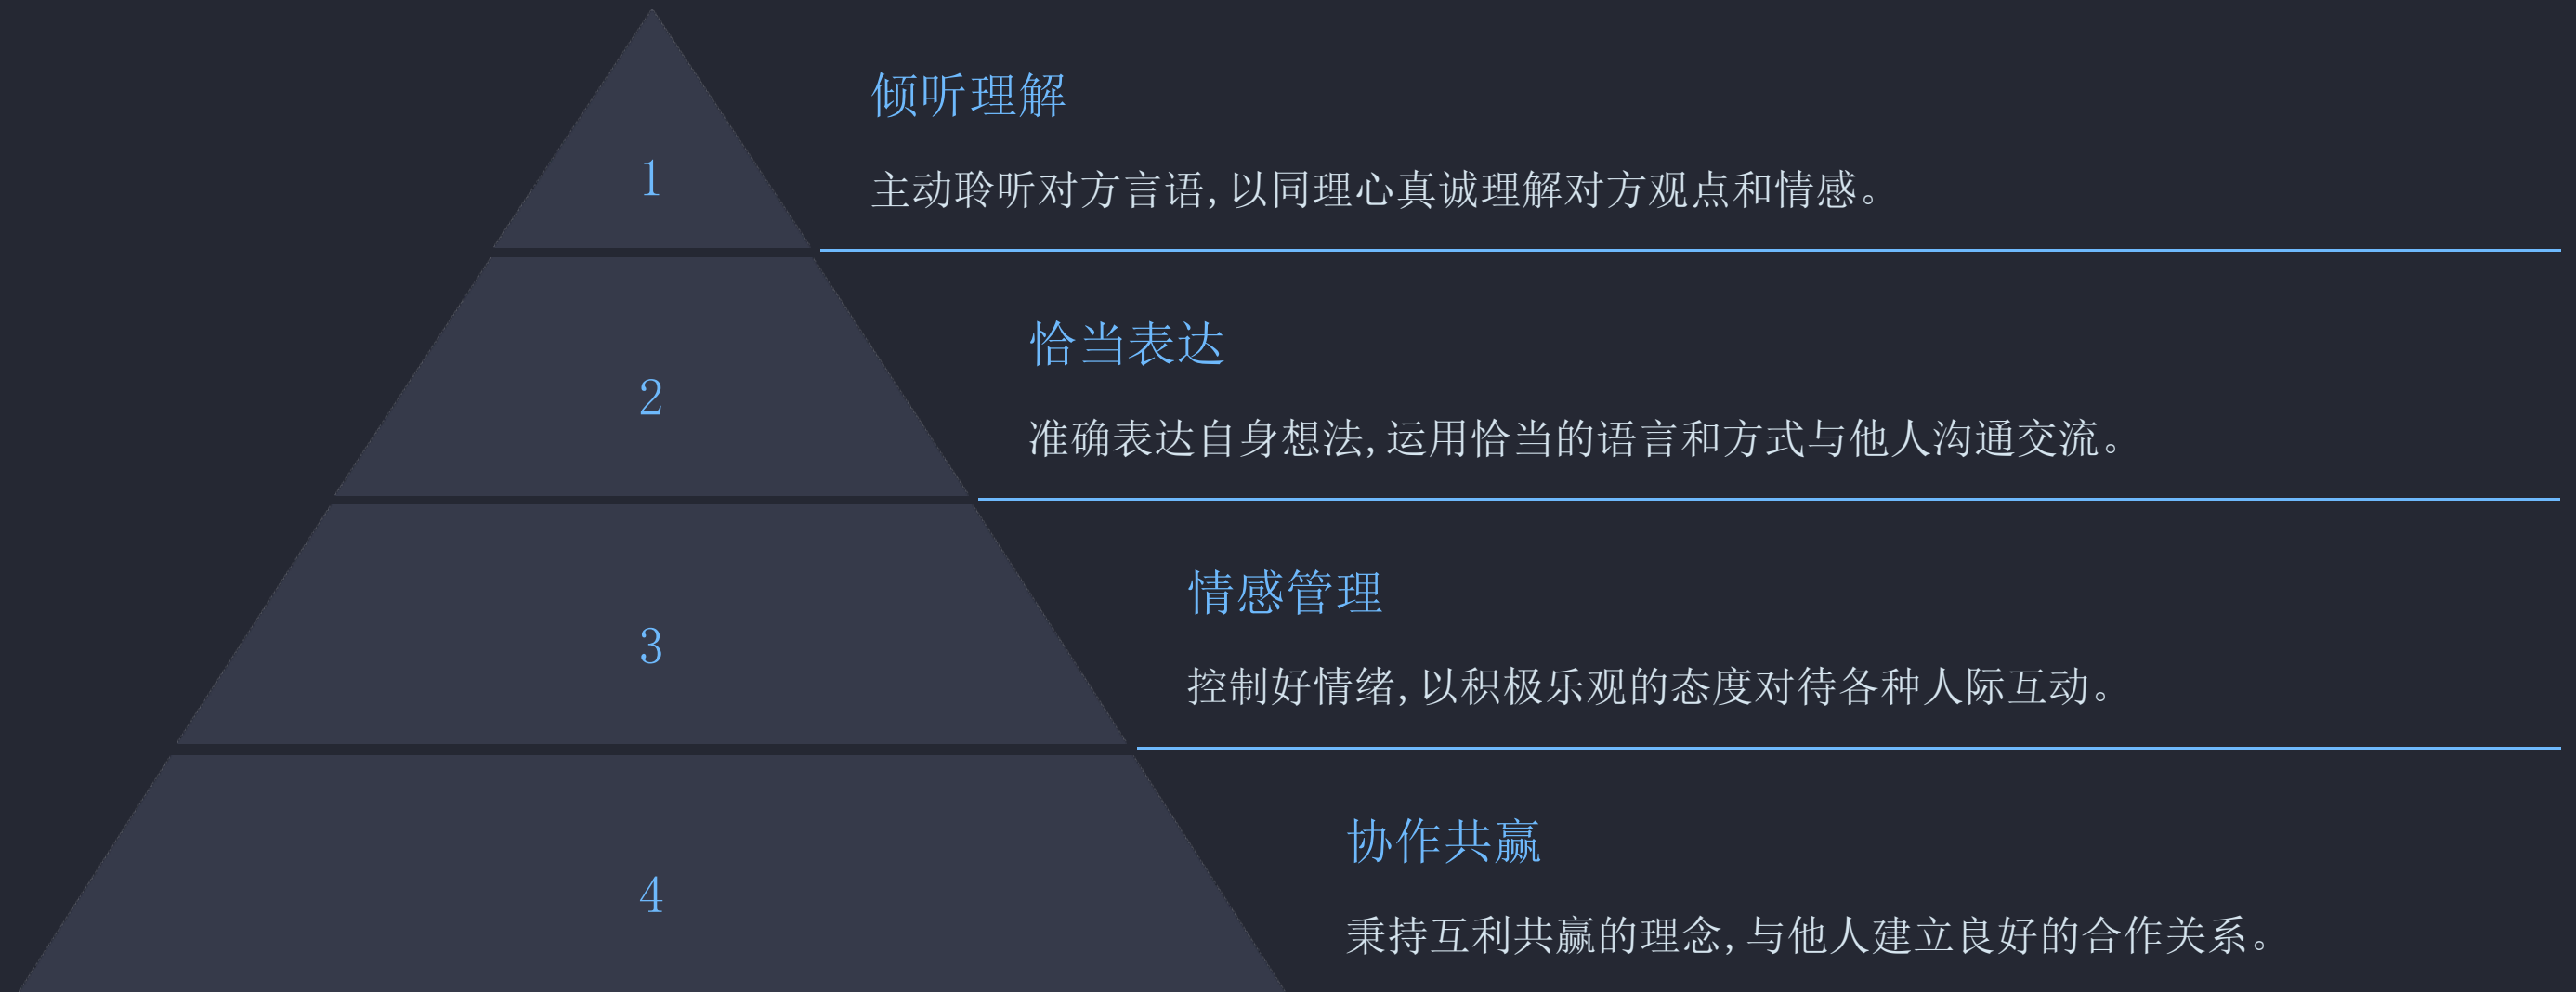 1
倾听理解
主动聆听对方言语,以同理心真诚理解对方观点和情感。
2
恰当表达
准确表达自身想法,运用恰当的语言和方式与他人沟通交流。
3
情感管理
控制好情绪,以积极乐观的态度对待各种人际互动。
4
协作共赢
秉持互利共赢的理念,与他人建立良好的合作关系。